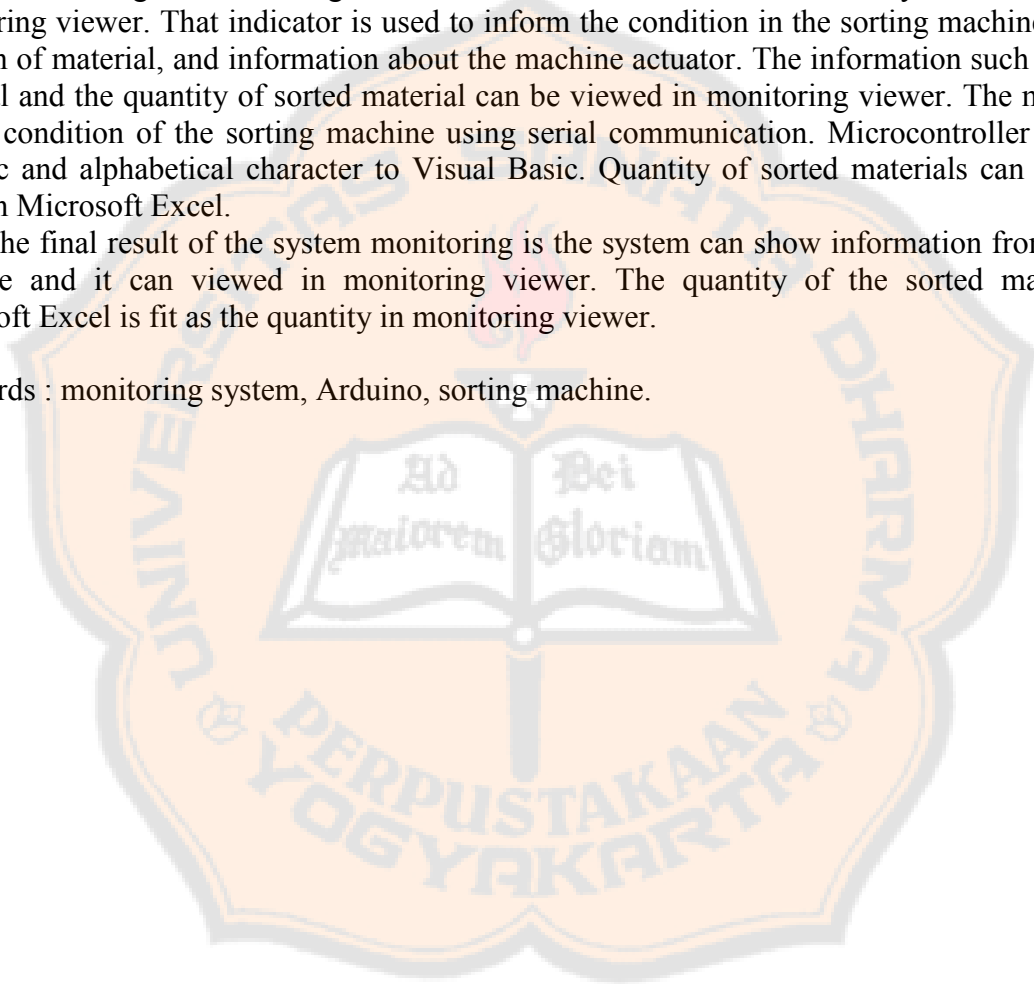 ring viewer. That indicator is used to inform the condition in the sorting machine
n of material, and information about the machine actuator. The information such
l and the quantity of sorted material can be viewed in monitoring viewer. The
condition of the sorting machine using serial communication. Microcontroller
c and alphabetical character to Visual Basic. Quantity of sorted materials can
n Microsoft Excel.
he final result of the system monitoring is the system can show information
e and it can viewed in monitoring viewer. The quantity of the sorted
oft Excel is fit as the quantity in monitoring viewer.
rds : monitoring system, Arduino, sorting machine.
UNIVERSITAS SANATA DHARMA
Ad Dei
Maiorem Gloriam
PERPUSTAKAAN
YOGYAKARTA